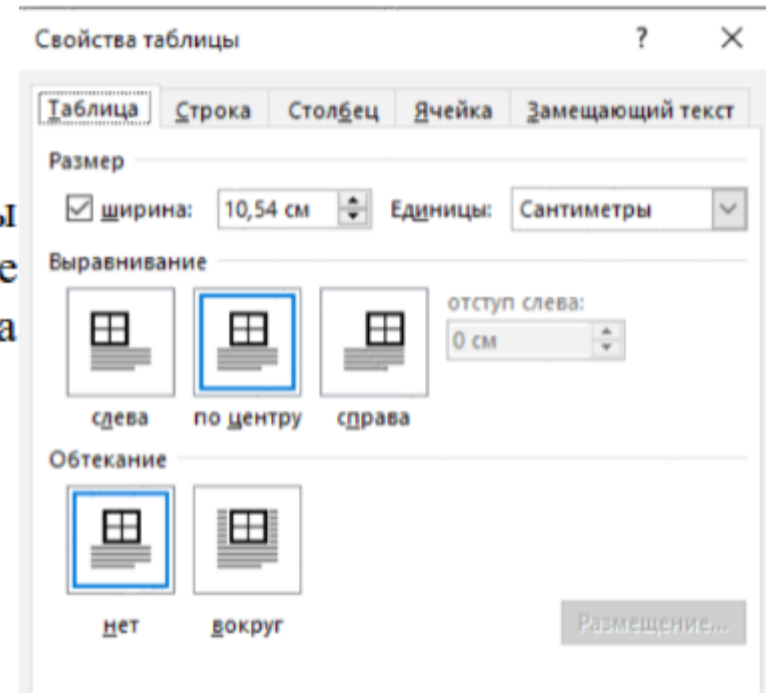 Свойства таблицы ? ×
Таблица Строка Столбец Ячейка Замещающий текст
Размер
ширина: 10,54 см Единицы: Сантиметры
ы
Выравнивание
е
отступ слева:
а
0 см
слева по центру справа
Обтекание
нет вокруг
Размещение...